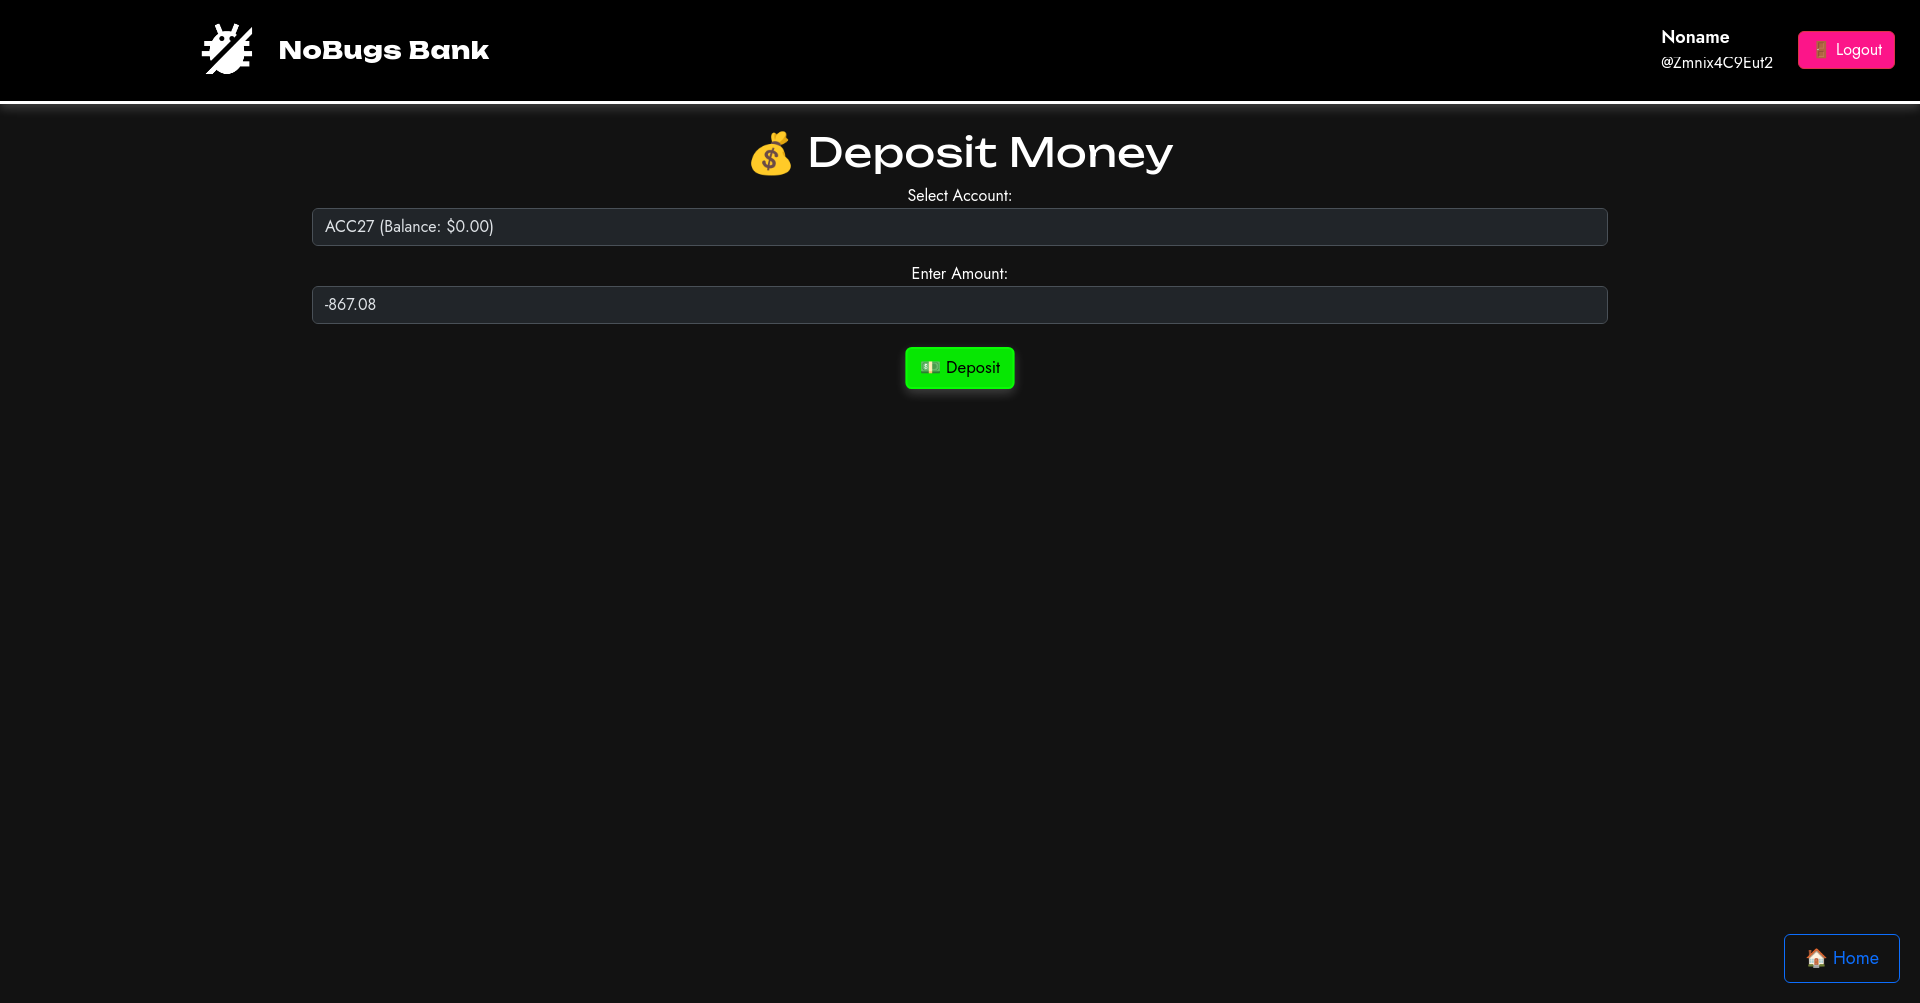 NoBugs Bank
Noname
@Zmnix4C9Eut2
🚪 Logout
💰 Deposit Money
Select Account:
ACC27 (Balance: $0.00)
Enter Amount:
-867.08
💵 Deposit
🏠 Home